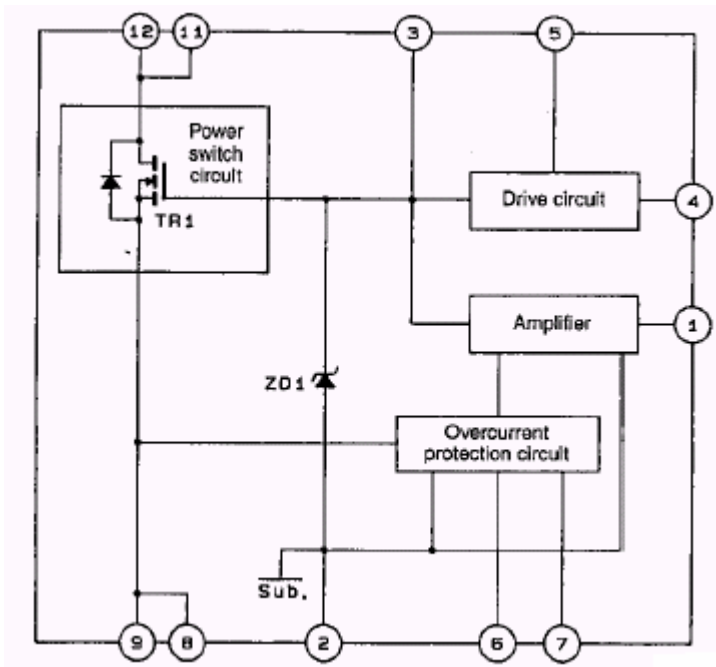 12 11 3 5
Power
switch
circuit
TR1
Drive circuit
4
Amplifier
1
ZD1
Overcurrent
protection circuit
Sub.
9 8 2 6 7